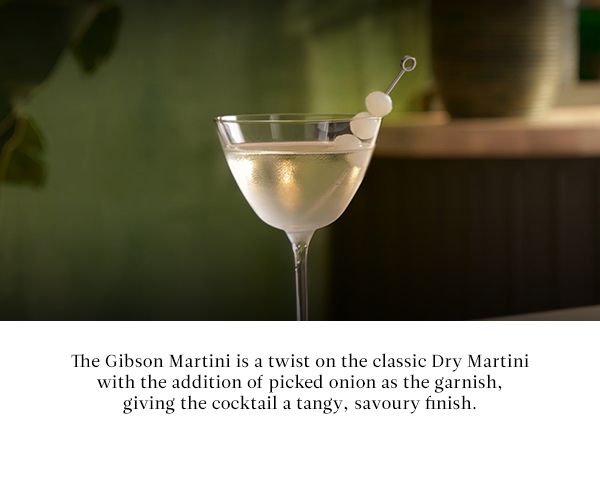 The Gibson Martini is a twist on the classic Dry Martini
with the addition of picked onion as the garnish,
giving the cocktail a tangy, savoury finish.